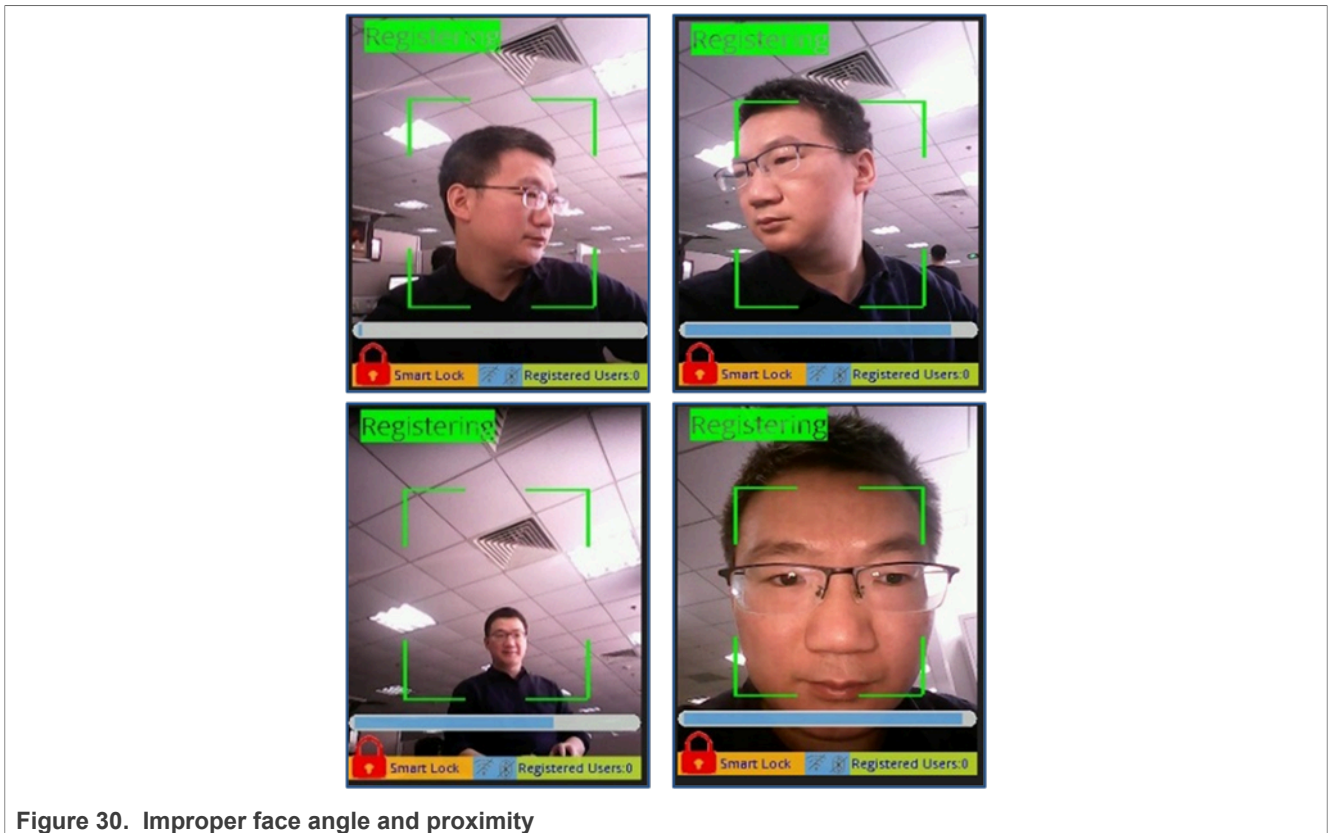 Registering
Registering
Smart Lock Registered Users:0
Smart Lock Registered Users:0
Registering
Registering
Smart Lock Registered Users:0
Smart Lock Registered Users:0
Figure 30. Improper face angle and proximity